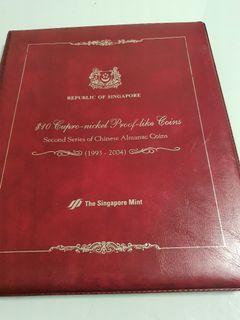 REPUBLIC OF SINGAPORE
$10 Cupro-nickel Proof-like Coins
Second Series of Chinese Almanac Coins
(1993 - 2004)
The Singapore Mint